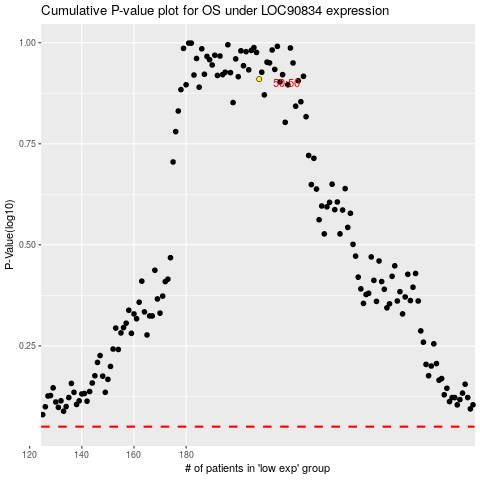 Cumulative P-value plot for OS under LOC90834 expression
P-Value(log10)
1.00
0.75
0.50
0.25
50:50
120 140 160 180
# of patients in 'low exp' group